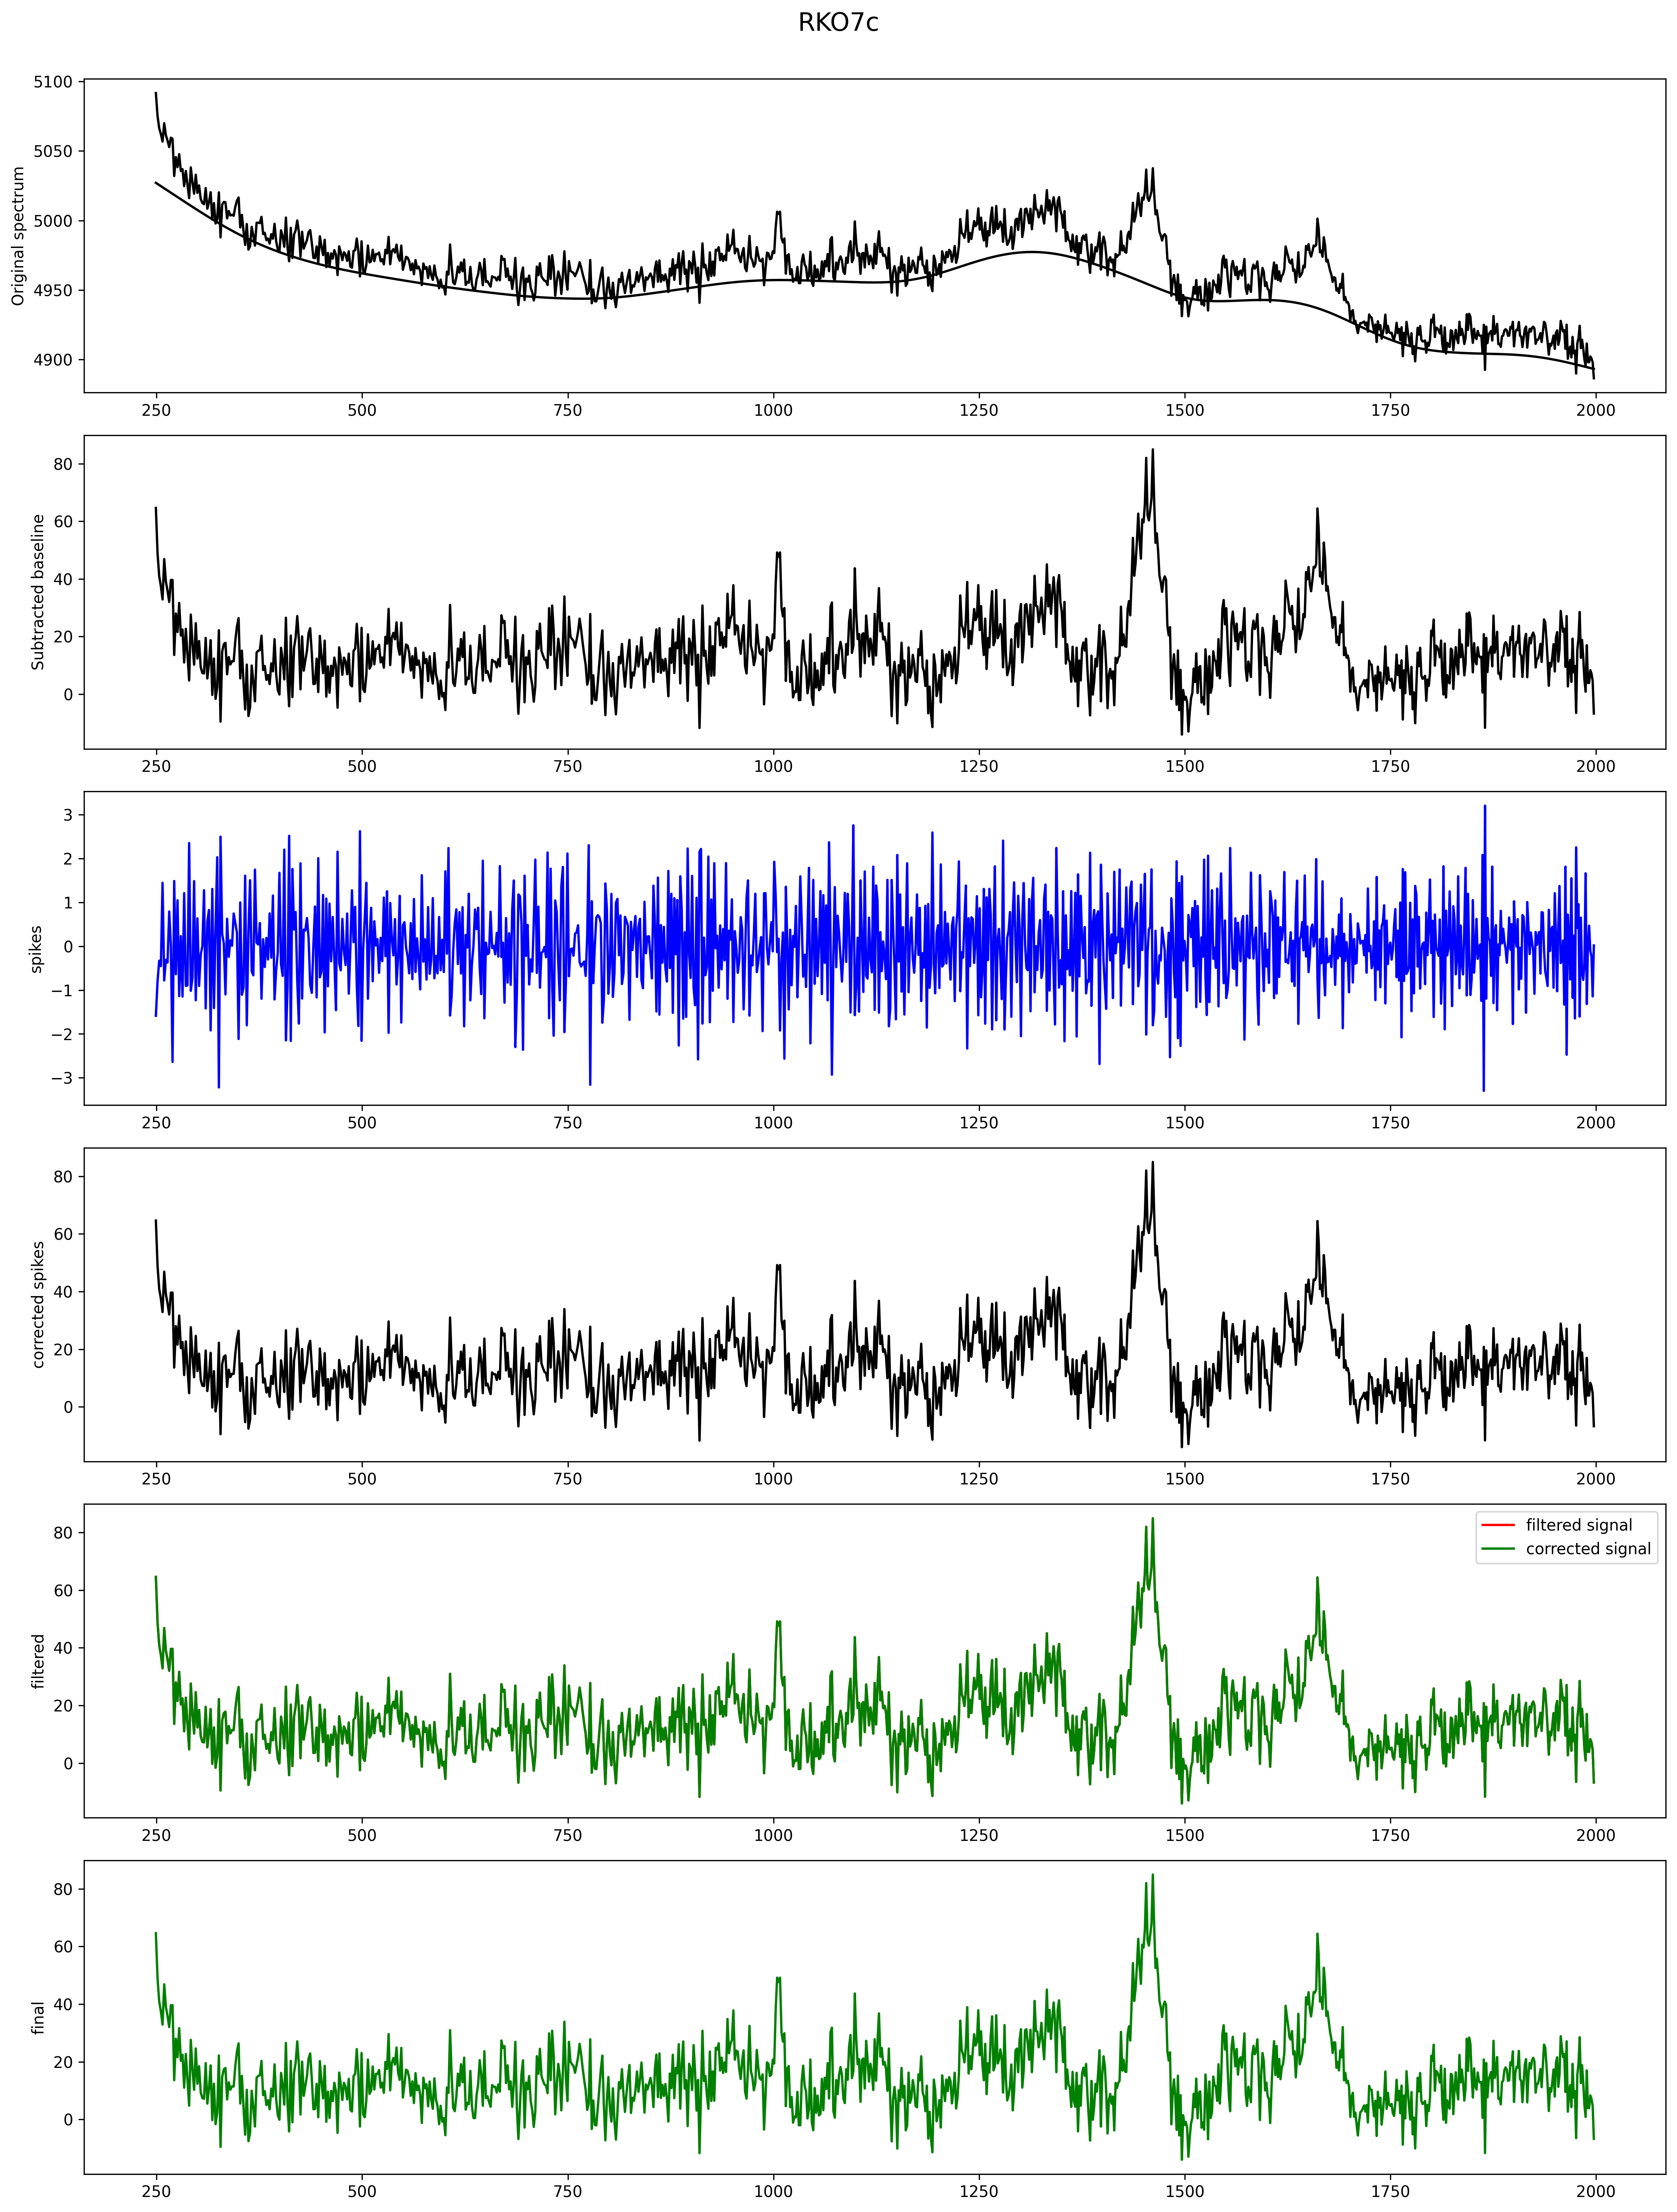 RKO7c
5100
5050
5000
4950
4900
Original spectrum
250 500 750 1000 1250 1500 1750 2000
80
60
40
20
0
Subtracted baseline
250 500 750 1000 1250 1500 1750 2000
3
2
1
0
−1
−2
−3
spikes
250 500 750 1000 1250 1500 1750 2000
80
60
40
20
0
corrected spikes
250 500 750 1000 1250 1500 1750 2000
filtered signal
corrected signal
80
60
40
20
0
filtered
250 500 750 1000 1250 1500 1750 2000
80
60
40
20
0
final
250 500 750 1000 1250 1500 1750 2000